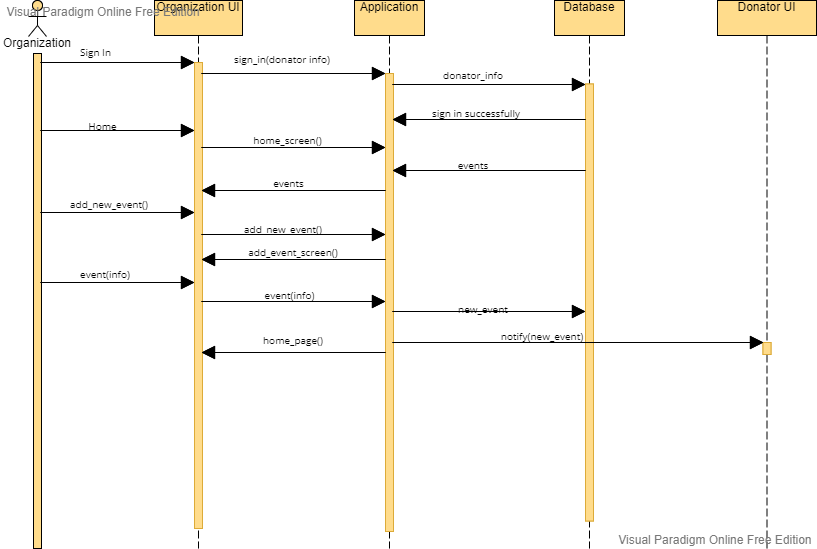 Visual Paradigm Online Free Edition
Organization
Organization UI
Application
Database
Donator UI
Sign In
sign_in(donator info)
donator_info
sign in successfully
Home
home_screen()
events
events
add_new_event()
add_new_event()
add_event_screen()
event(info)
event(info)
new_event
notify(new_event)
home_page()
Visual Paradigm Online Free Edition